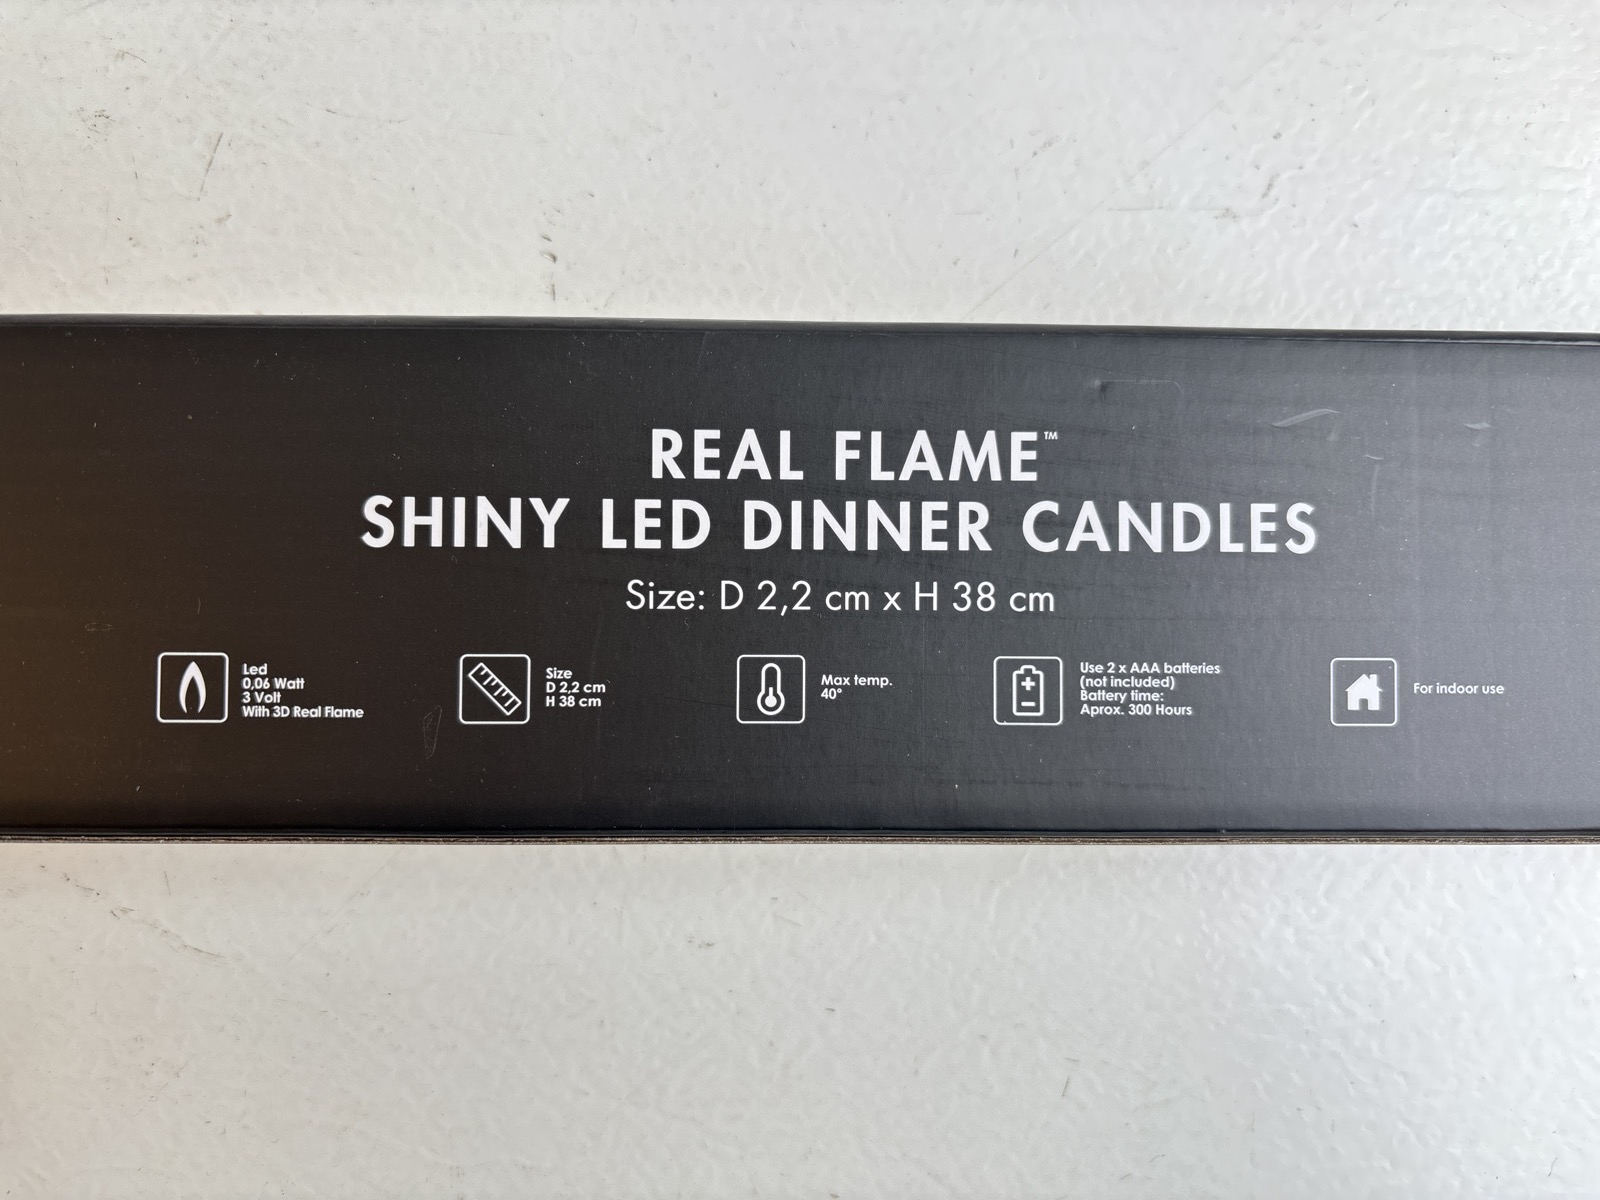 REAL FLAME™
SHINY LED DINNER CANDLES
Size: D 2,2 cm x H 38 cm
Led
0,06 Watt
3 Volt
With 3D Real Flame
Size
D 2,2 cm
H 38 cm
Max temp.
40°
Use 2 x AAA batteries
(not included)
Battery time:
Aprox. 300 Hours
For indoor use